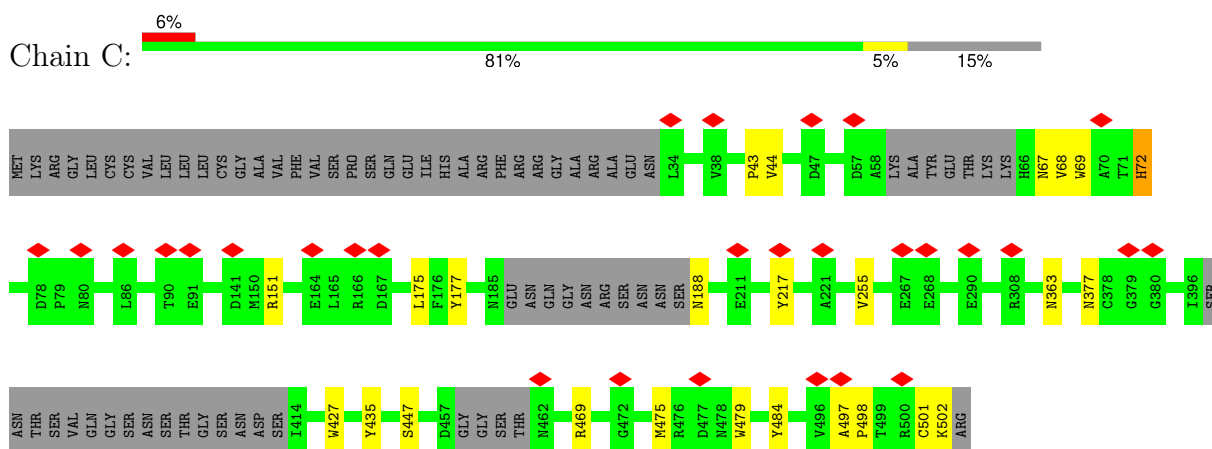 6%
Chain C:
81% 5% 15%
MET LYS ARG GLY LEU CYS CYS VAL LEU LEU LEU CYS GLY ALA VAL PHE VAL SER PRO SER GLN GLU ILE HIS ALA ARG PHE ARG ARG GLY ALA ARG ALA GLU ASN L34 V38 D47 P43 V44 D57 A58 LYS ALA TYR GLU THR LYS LYS H66 N67 V68 W69 A70 T71 H72
D78 P79 N80 L86 T90 E91 D141 M150 R151 E164 L165 R166 D167 L175 F176 Y177 N185 GLU ASN GLN GLY ASN ARG SER ASN ASN SER N188 E211 Y217 A221 V255 E267 E268 E290 R308 N363 N377 C378 G379 G380 I396 SER
ASN THR SER VAL GLN GLY SER ASN SER THR GLY SER ASN ASP SER I414 W427 Y435 S447 D457 GLY GLY SER THR N462 R469 G472 M475 R476 D477 N478 W479 Y484 V496 A497 P498 T499 R500 C501 K502 ARG